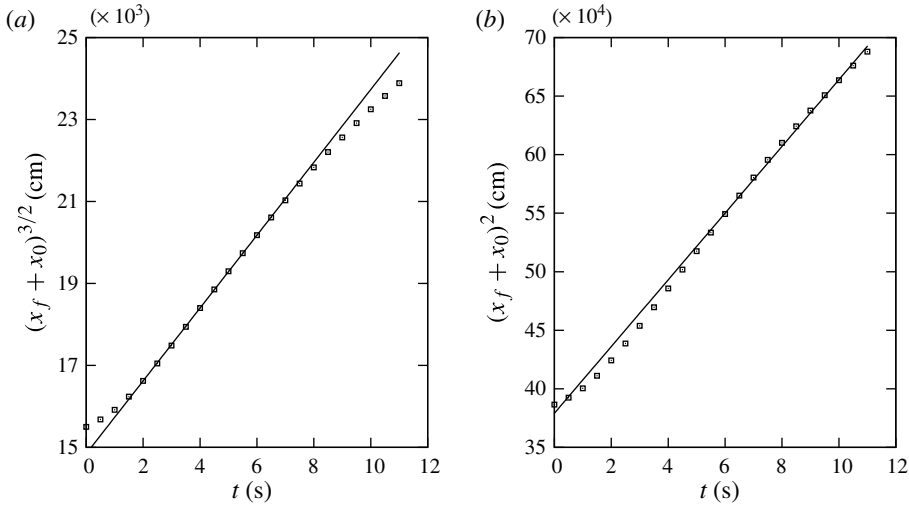 (a) (× 10³)
25
23
21
19
17
15
(x_f + x_0)^{3/2} (cm)
0 2 4 6 8 10 12
t (s)
(b) (× 10⁴)
70
65
60
55
50
45
40
35
(x_f + x_0)² (cm)
0 2 4 6 8 10 12
t (s)